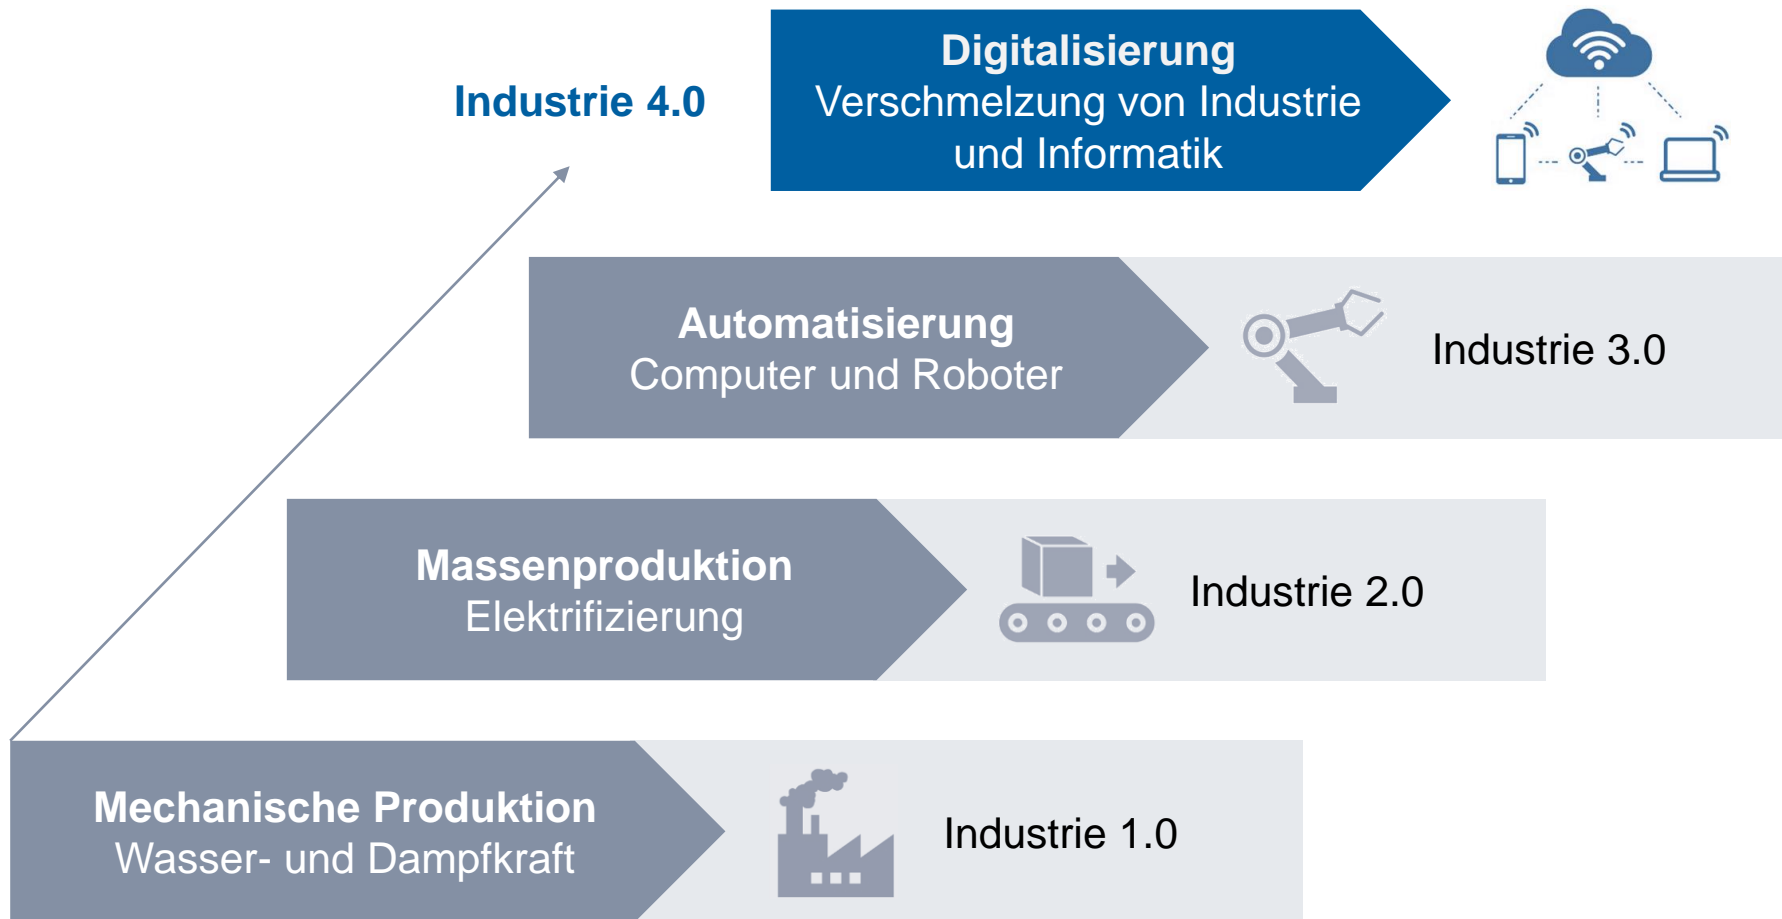 Industrie 4.0
Digitalisierung
Verschmelzung von Industrie
und Informatik
Automatisierung
Computer und Roboter
Industrie 3.0
Massenproduktion
Elektrifizierung
Industrie 2.0
Mechanische Produktion
Wasser- und Dampfkraft
Industrie 1.0